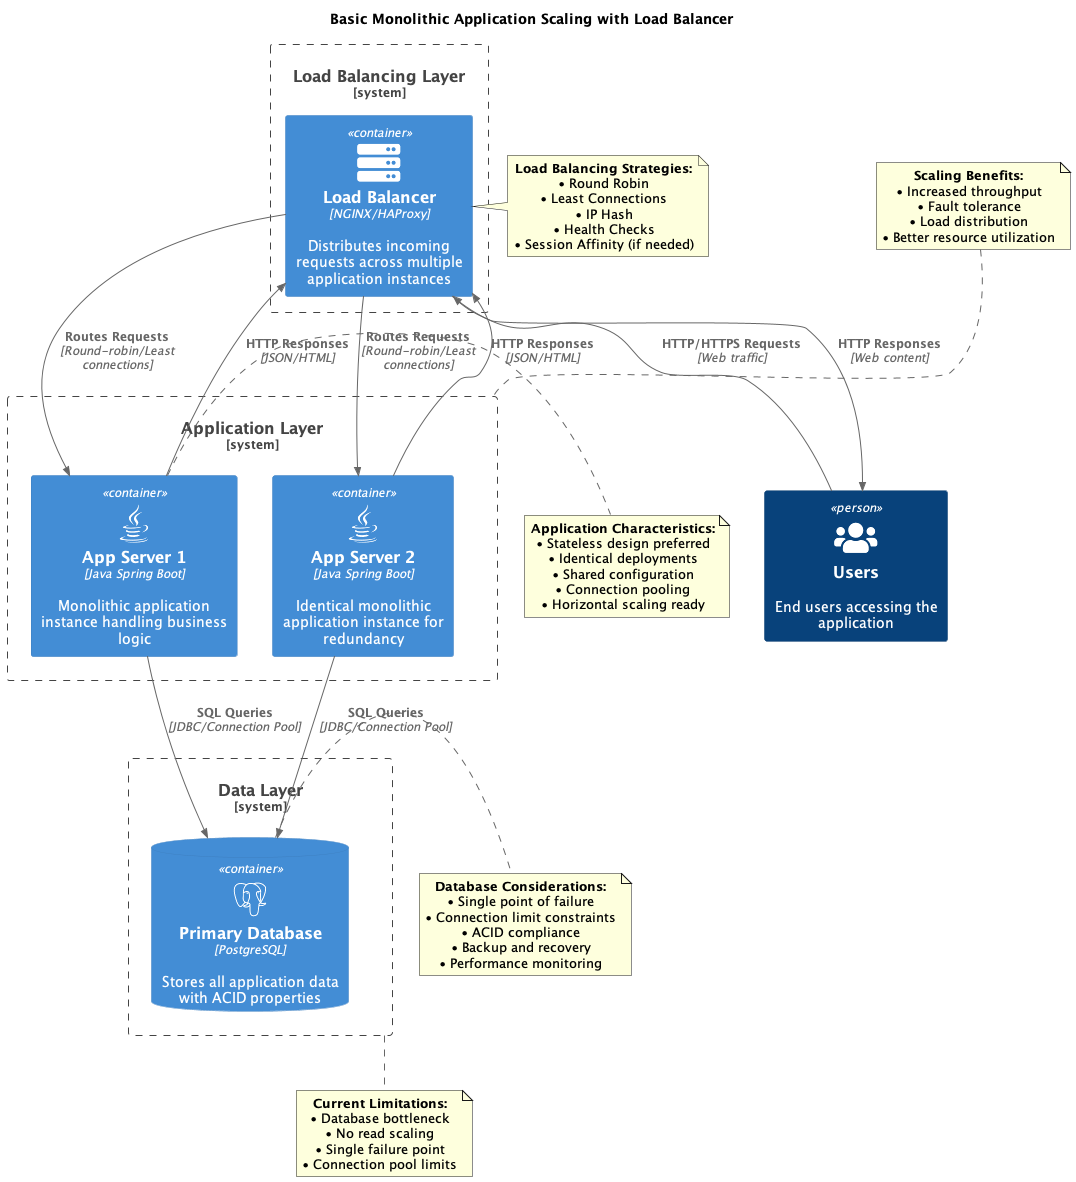 Basic Monolithic Application Scaling with Load Balancer
Load Balancing Layer
[system]
«container»
Load Balancer
[NGINX/HAProxy]
Distributes incoming
requests across multiple
application instances
Load Balancing Strategies:
• Round Robin
• Least Connections
• IP Hash
• Health Checks
• Session Affinity (if needed)
Scaling Benefits:
• Increased throughput
• Fault tolerance
• Load distribution
• Better resource utilization
Routes Requests
[Round-robin/Least
connections]
HTTP Responses
[JSON/HTML]
Routes Requests
[Round-robin/Least
connections]
HTTP Responses
[JSON/HTML]
HTTP/HTTPS Requests
[Web traffic]
HTTP Responses
[Web content]
Application Layer
[system]
«container»
App Server 1
[Java Spring Boot]
Monolithic application
instance handling business
logic
«container»
App Server 2
[Java Spring Boot]
Identical monolithic
application instance for
redundancy
Application Characteristics:
• Stateless design preferred
• Identical deployments
• Shared configuration
• Connection pooling
• Horizontal scaling ready
«person»
Users
End users accessing the
application
SQL Queries
[JDBC/Connection Pool]
SQL Queries
[JDBC/Connection Pool]
Data Layer
[system]
«container»
Primary Database
[PostgreSQL]
Stores all application data
with ACID properties
Database Considerations:
• Single point of failure
• Connection limit constraints
• ACID compliance
• Backup and recovery
• Performance monitoring
Current Limitations:
• Database bottleneck
• No read scaling
• Single failure point
• Connection pool limits